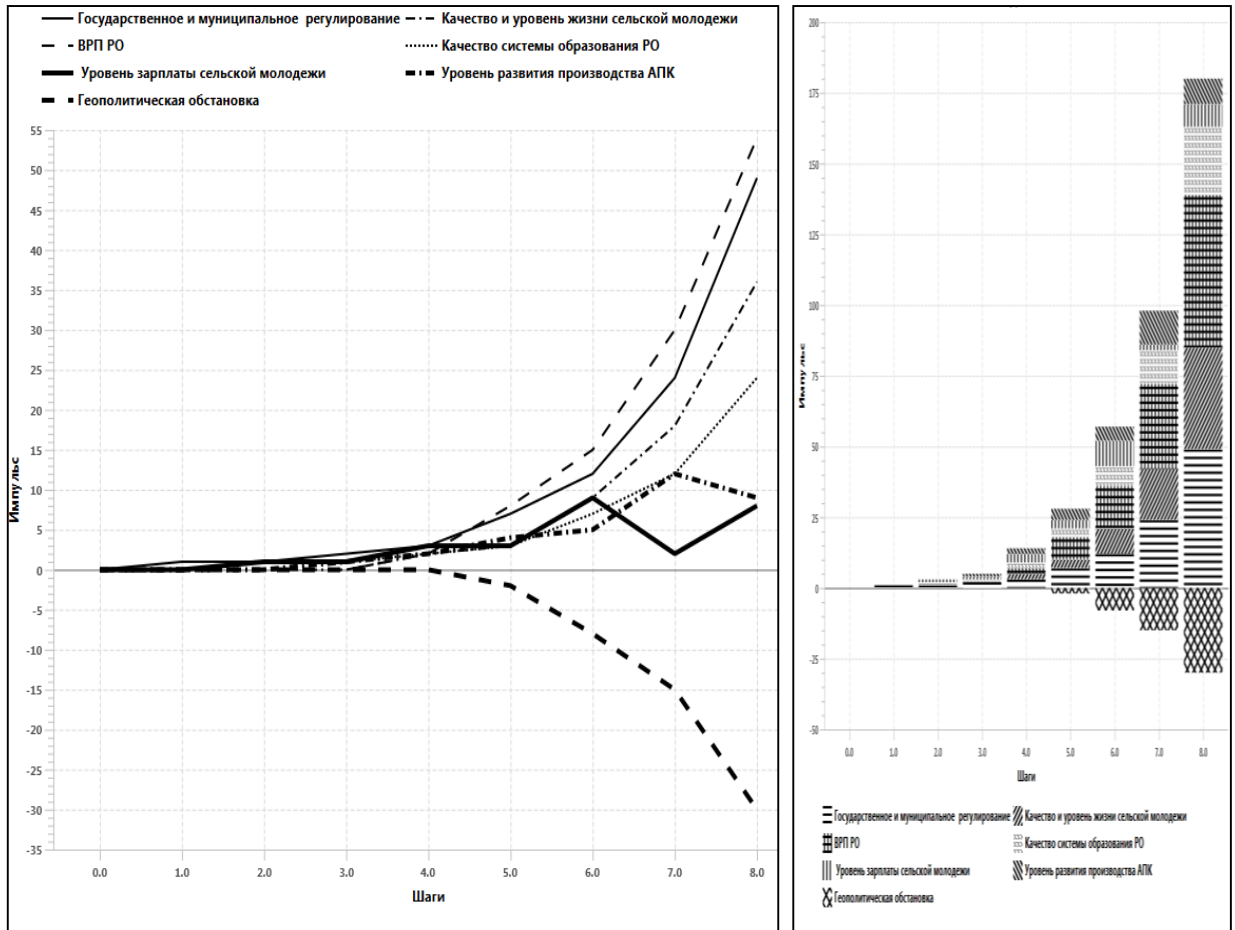 Государственное и муниципальное регулирование
Качество и уровень жизни сельской молодежи
ВРП РО
Качество системы образования РО
Уровень зарплаты сельской молодежи
Уровень развития производства АПК
Геополитическая обстановка
55
50
45
40
35
30
25
20
15
10
5
0
-5
-10
-15
-20
-25
-30
-35
Импульс
0.0 1.0 2.0 3.0 4.0 5.0 6.0 7.0 8.0
Шаги
200
175
150
125
100
75
50
25
0
-25
-50
Импульс
0.0 1.0 2.0 3.0 4.0 5.0 6.0 7.0 8.0
Шаги
Государственное и муниципальное регулирование
Качество и уровень жизни сельской молодежи
ВРП РО
Качество системы образования РО
Уровень зарплаты сельской молодежи
Уровень развития производства АПК
Геополитическая обстановка